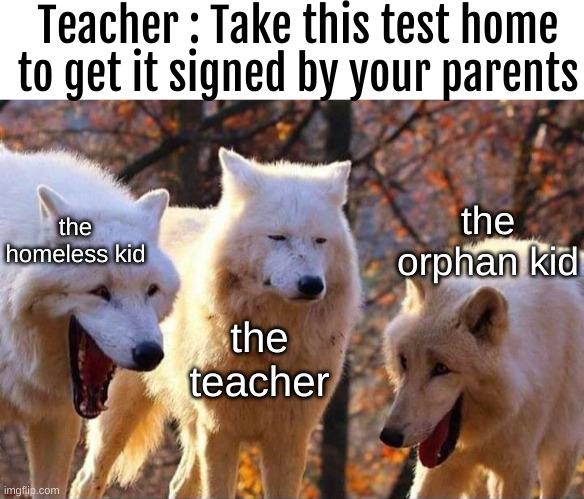 Teacher : Take this test home
to get it signed by your parents
the
homeless kid
the
teacher
the
orphan kid
imgflip.com